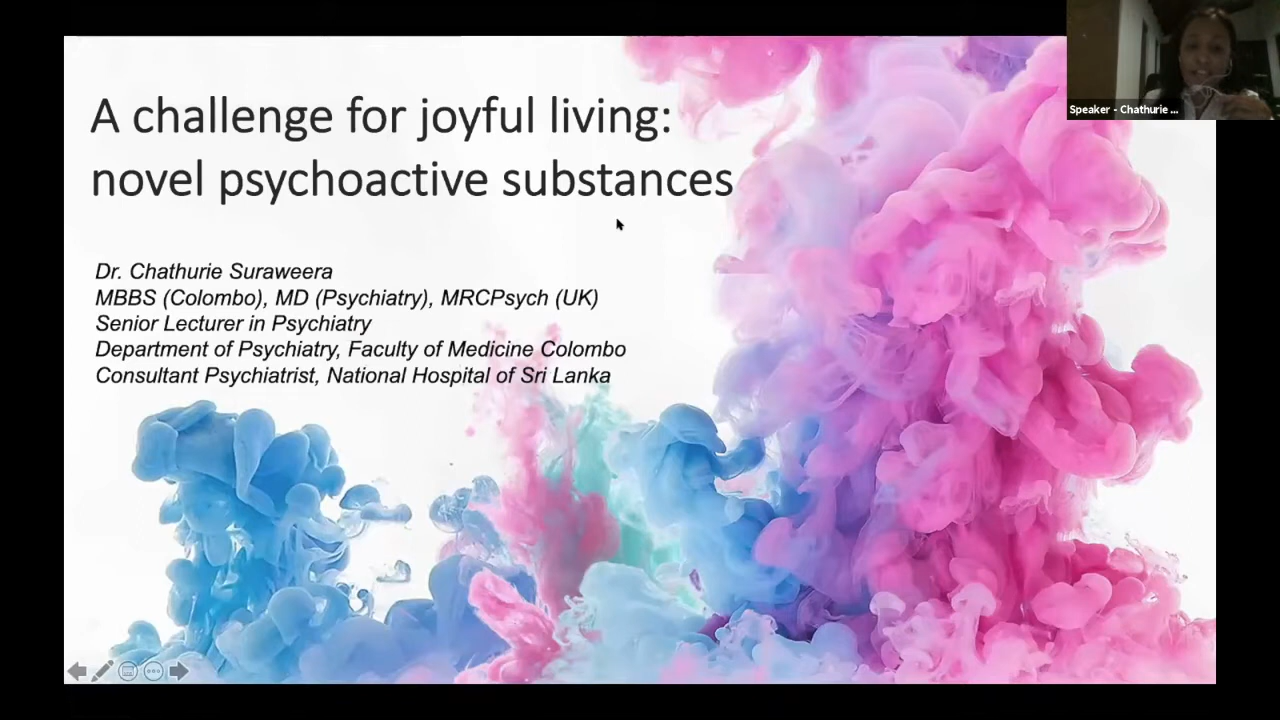 A challenge for joyful living:
novel psychoactive substances
Dr. Chathurie Suraweera
MBBS (Colombo), MD (Psychiatry), MRCPsych (UK)
Senior Lecturer in Psychiatry
Department of Psychiatry, Faculty of Medicine Colombo
Consultant Psychiatrist, National Hospital of Sri Lanka
Speaker - Chathurie ...